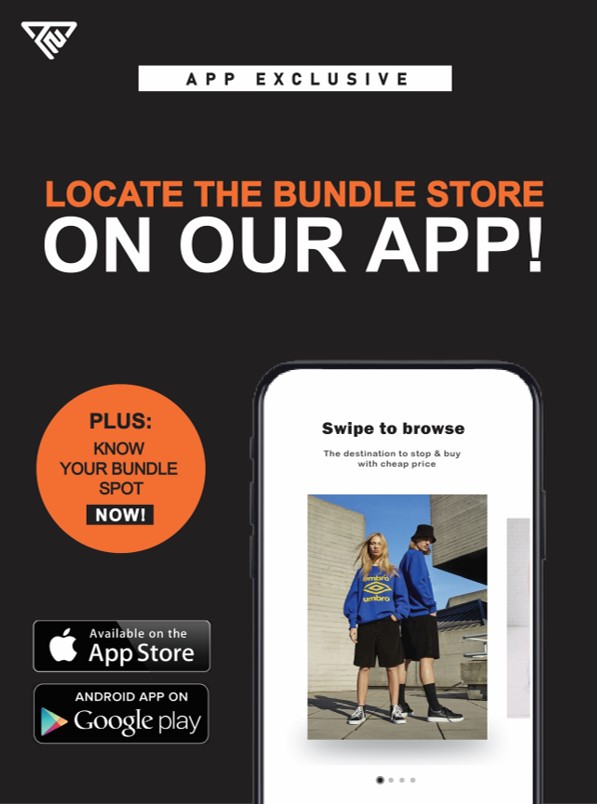 APP EXCLUSIVE
LOCATE THE BUNDLE STORE
ON OUR APP!
PLUS:
KNOW
YOUR BUNDLE
SPOT
NOW!
Swipe to browse
The destination to stop & buy
with cheap price
umbro
umbro
Available on the
App Store
ANDROID APP ON
Google play